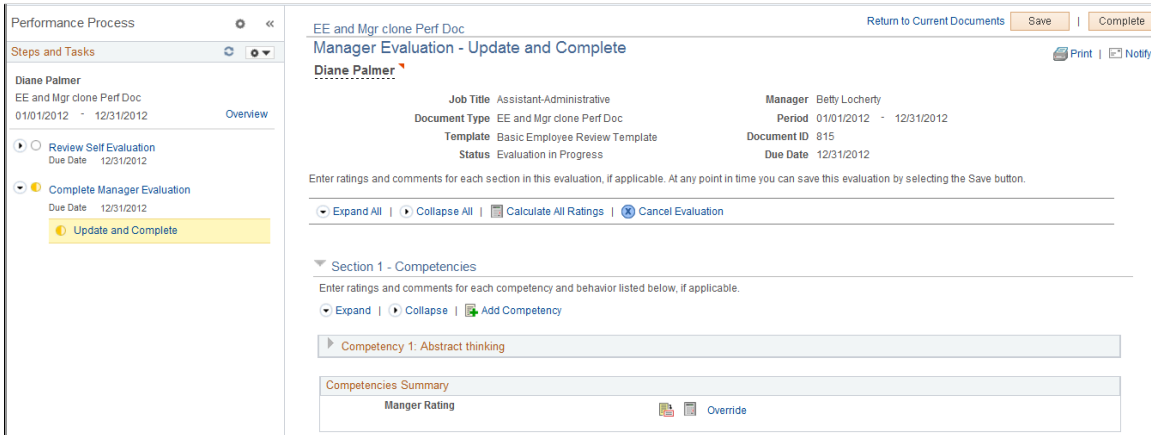 Performance Process «
Steps and Tasks
Diane Palmer
EE and Mgr clone Perf Doc
01/01/2012 - 12/31/2012 Overview
Review Self Evaluation
Due Date 12/31/2012
Complete Manager Evaluation
Due Date 12/31/2012
Update and Complete
EE and Mgr clone Perf Doc
Return to Current Documents Save | Complete
Manager Evaluation - Update and Complete
Print | Notify
Diane Palmer
Job Title Assistant-Administrative Manager Betty Locherty
Document Type EE and Mgr clone Perf Doc Period 01/01/2012 - 12/31/2012
Template Basic Employee Review Template Document ID 815
Status Evaluation in Progress Due Date 12/31/2012
Enter ratings and comments for each section in this evaluation, if applicable. At any point in time you can save this evaluation by selecting the Save button.
Expand All | Collapse All | Calculate All Ratings | Cancel Evaluation
Section 1 - Competencies
Enter ratings and comments for each competency and behavior listed below, if applicable.
Expand | Collapse | Add Competency
Competency 1: Abstract thinking
Competencies Summary
Manger Rating Override